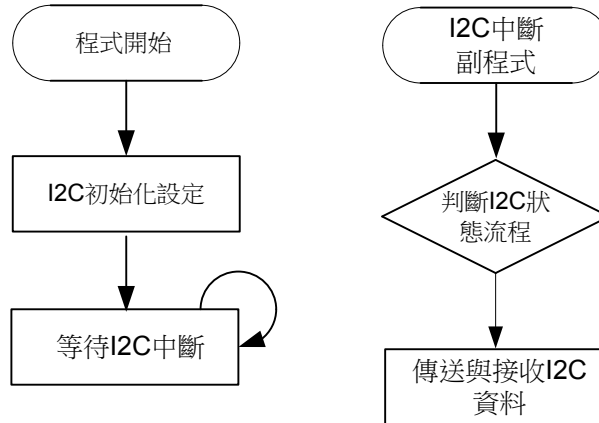 程式開始
I2C初始化設定
等待I2C中斷
I2C中斷
副程式
判斷I2C狀
態流程
傳送與接收I2C
資料